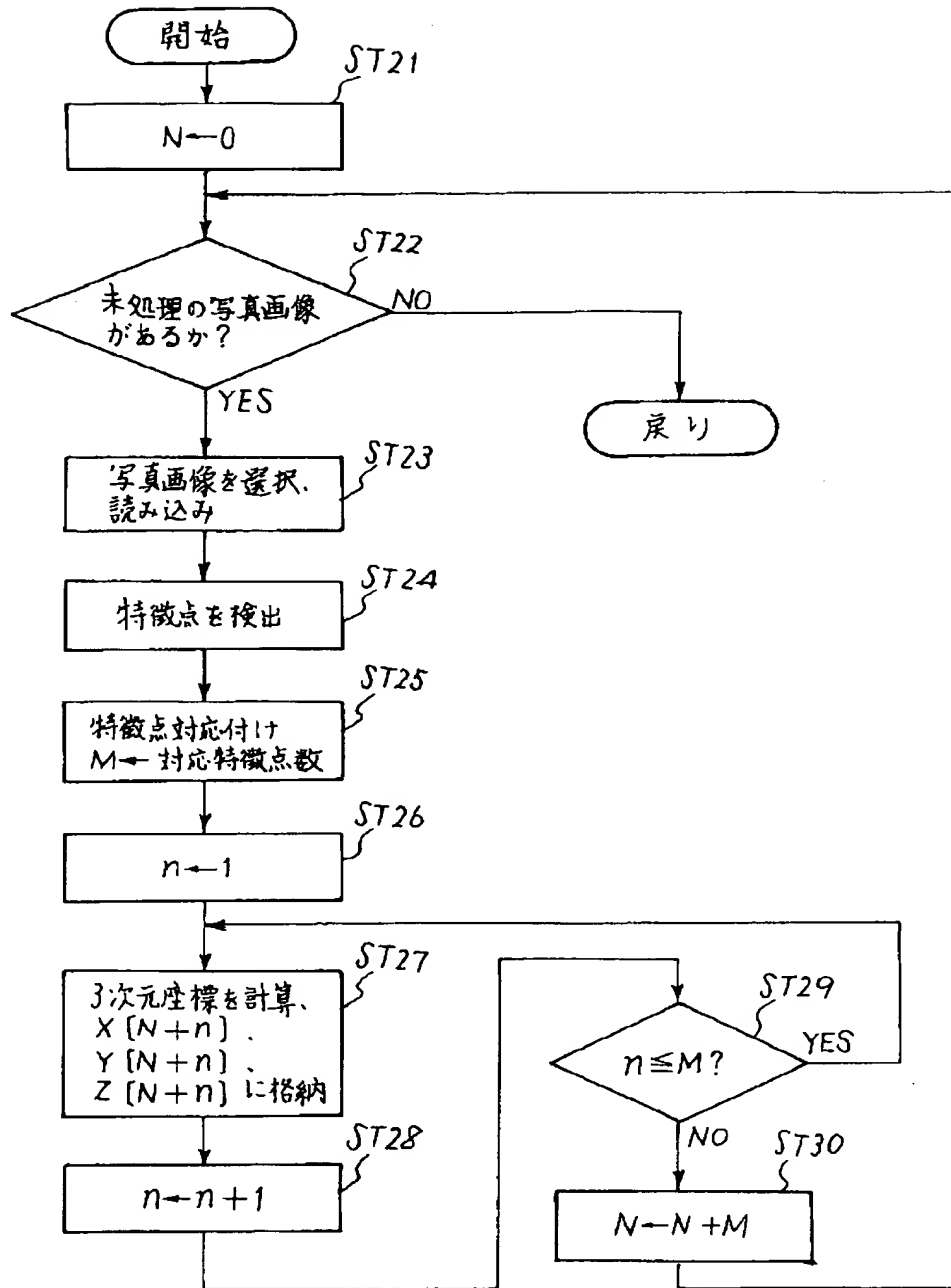 開始
ST21
N←0
ST22
未処理の写真画像
があるか?
NO
YES
戻り
ST23
写真画像を選択、
読み込み
ST24
特徴点を検出
ST25
特徴点対応付け
M← 対応特徴点数
ST26
n←1
ST27
3次元座標を計算、
X [N+n] 、
Y [N+n] 、
Z [N+n] に格納
ST28
n←n+1
ST29
n≦M?
YES
NO
ST30
N←N+M